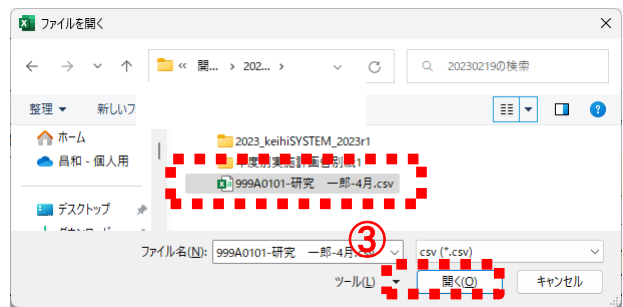 ファイルを開く
開... › 202... ›
20230219の検索
整理
新しいフ
ホーム
2023_keihiSYSTEM_2023r1
昌和 - 個人用
999A0101-研究　一郎-4月.csv
デスクトップ
③
ファイル名(N):
999A0101-研究　一郎-4月.csv
csv (*.csv)
ツール(L)
開く(O)
キャンセル